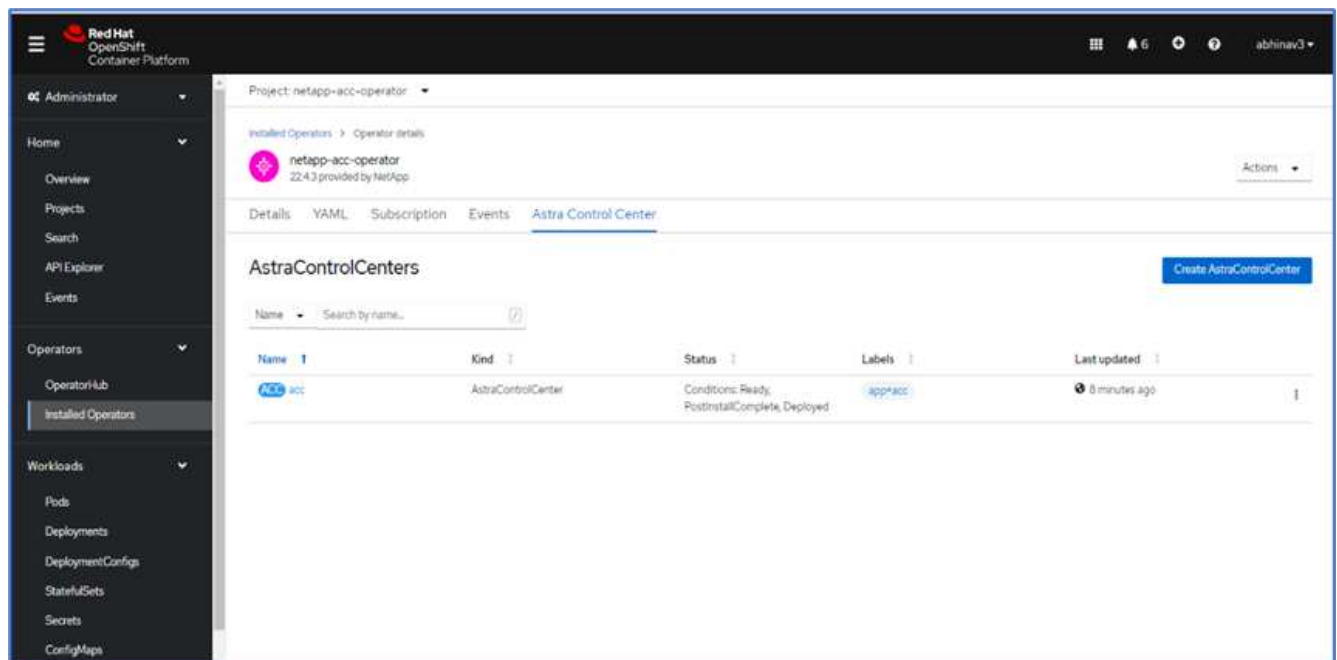 Red Hat
OpenShift
Container Platform
6
abhinav3
Administrator
Home
Overview
Projects
Search
API Explorer
Events
Operators
OperatorHub
Installed Operators
Workloads
Pods
Deployments
DeploymentConfigs
StatefulSets
Secrets
ConfigMaps
Project: netapp-acc-operator
Installed Operators > Operator details
netapp-acc-operator
22.4.3 provided by NetApp
Actions
Details YAML Subscription Events Astra Control Center
AstraControlCenters
Create AstraControlCenter
Name Search by name... /
Name Kind Status Labels Last updated
ACC acc AstraControlCenter Conditions: Ready, app=acc 8 minutes ago
PostInstallComplete, Deployed